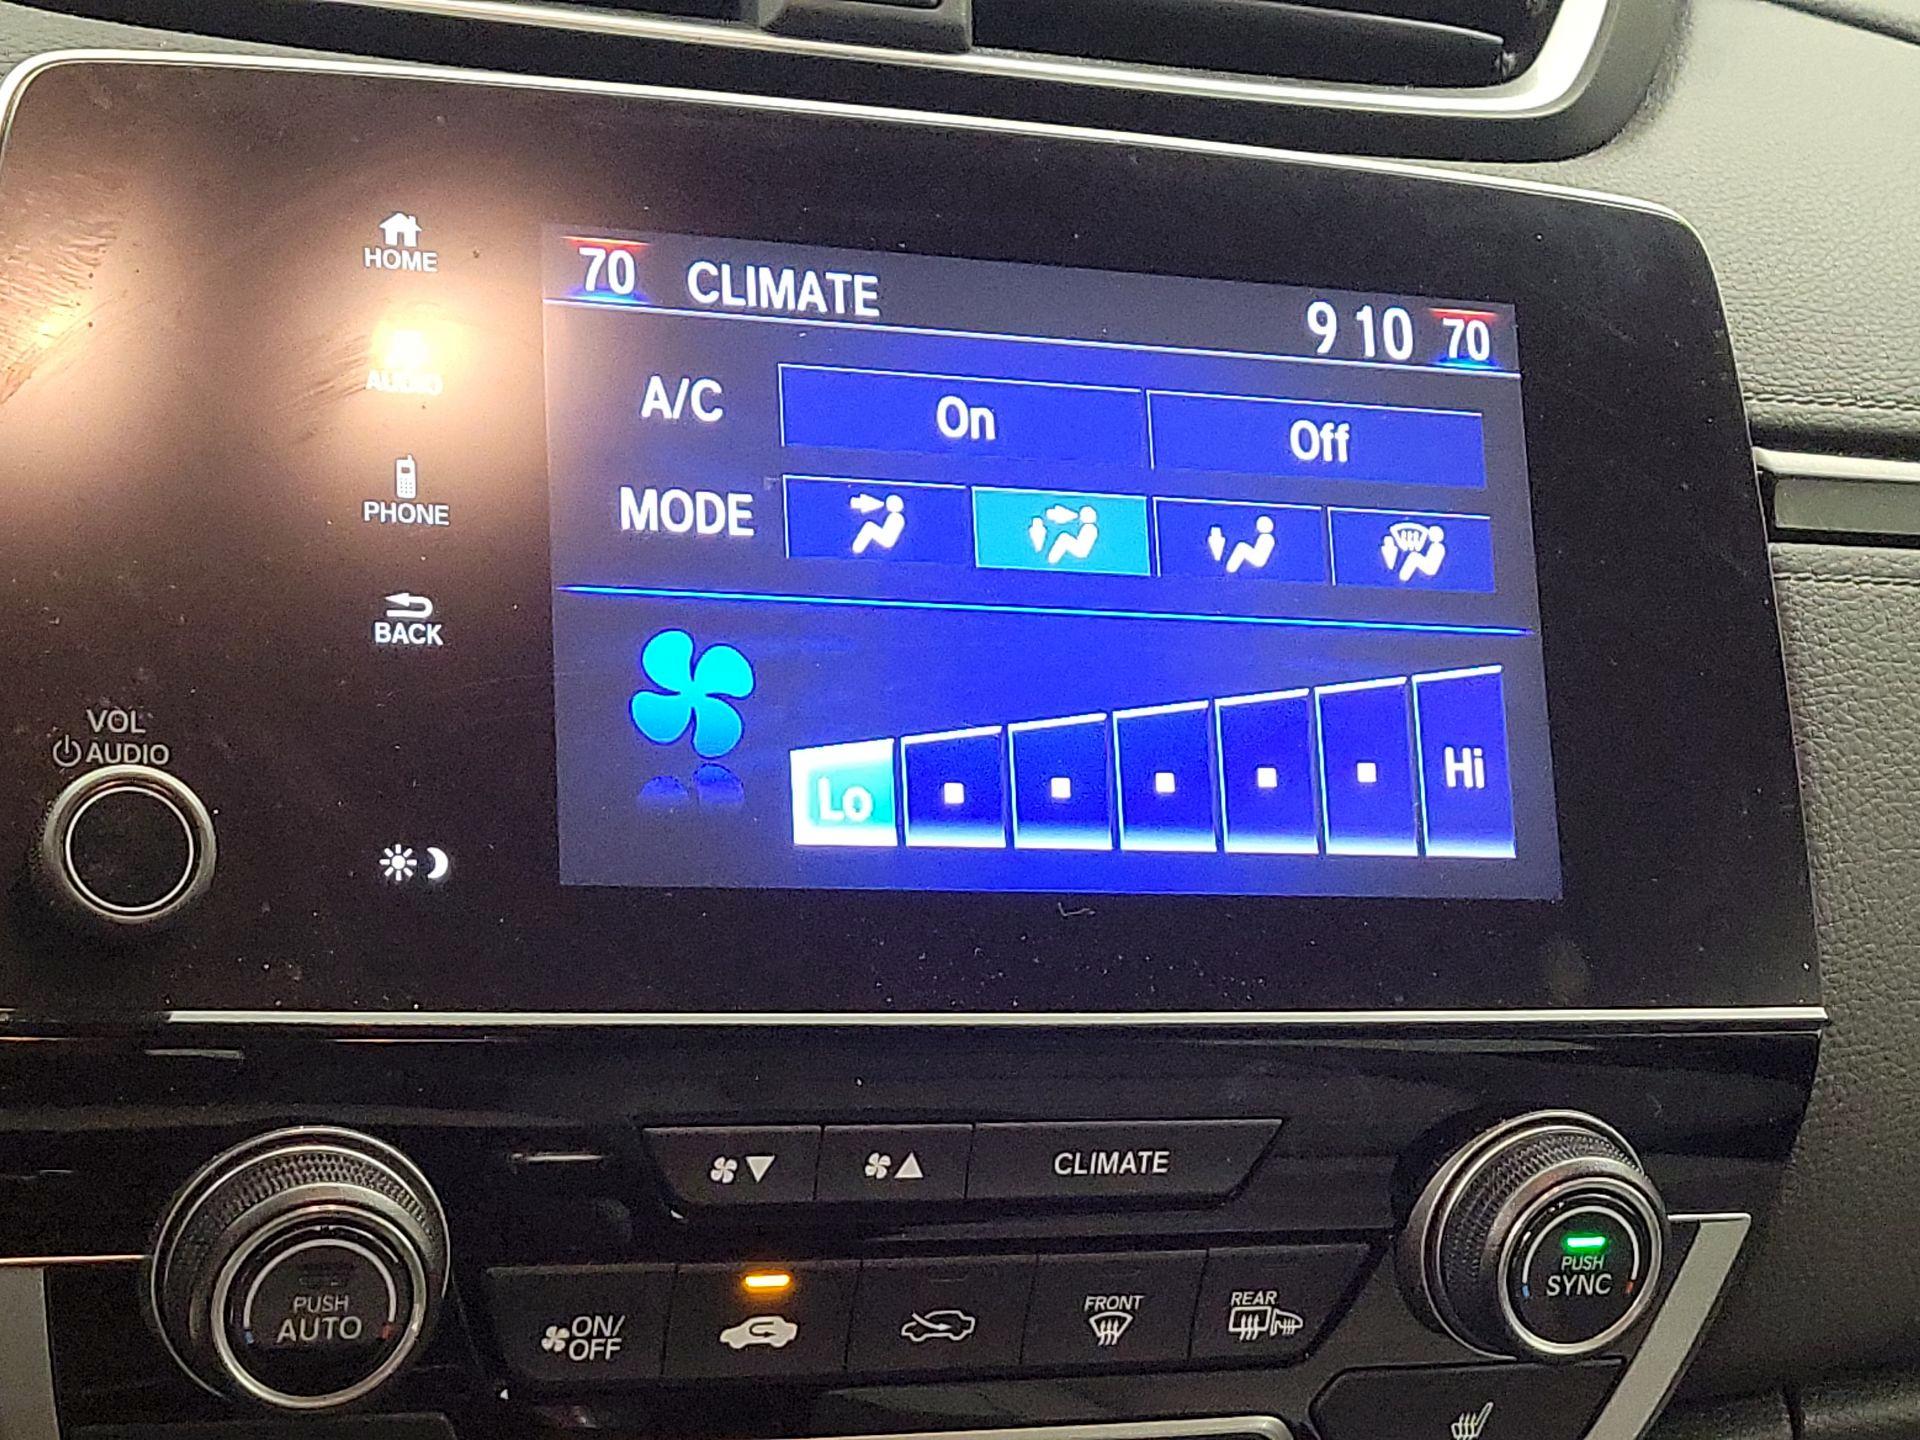 HOME
AUDIO
PHONE
BACK
VOL
AUDIO
70 CLIMATE 9 10 70
A/C On Off
MODE
Lo Hi
CLIMATE
PUSH
AUTO
ON/
OFF
FRONT
REAR
PUSH
SYNC